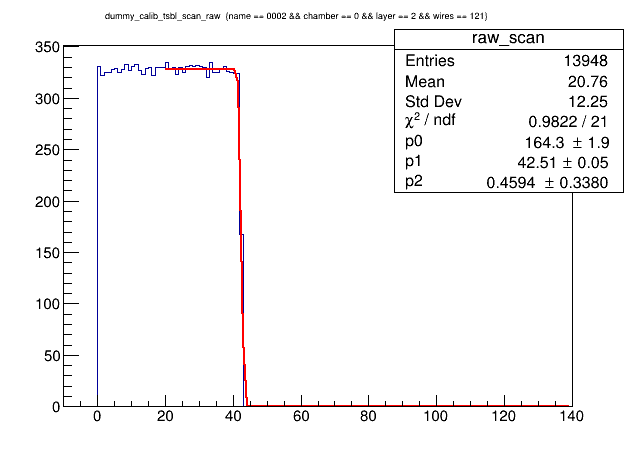 dummy_calib_tsbl_scan_raw (name == 0002 && chamber == 0 && layer == 2 && wires == 121)
raw_scan
Entries 13948
Mean 20.76
Std Dev 12.25
χ² / ndf 0.9822 / 21
p0 164.3 ± 1.9
p1 42.51 ± 0.05
p2 0.4594 ± 0.3380
350
300
250
200
150
100
50
0
0 20 40 60 80 100 120 140